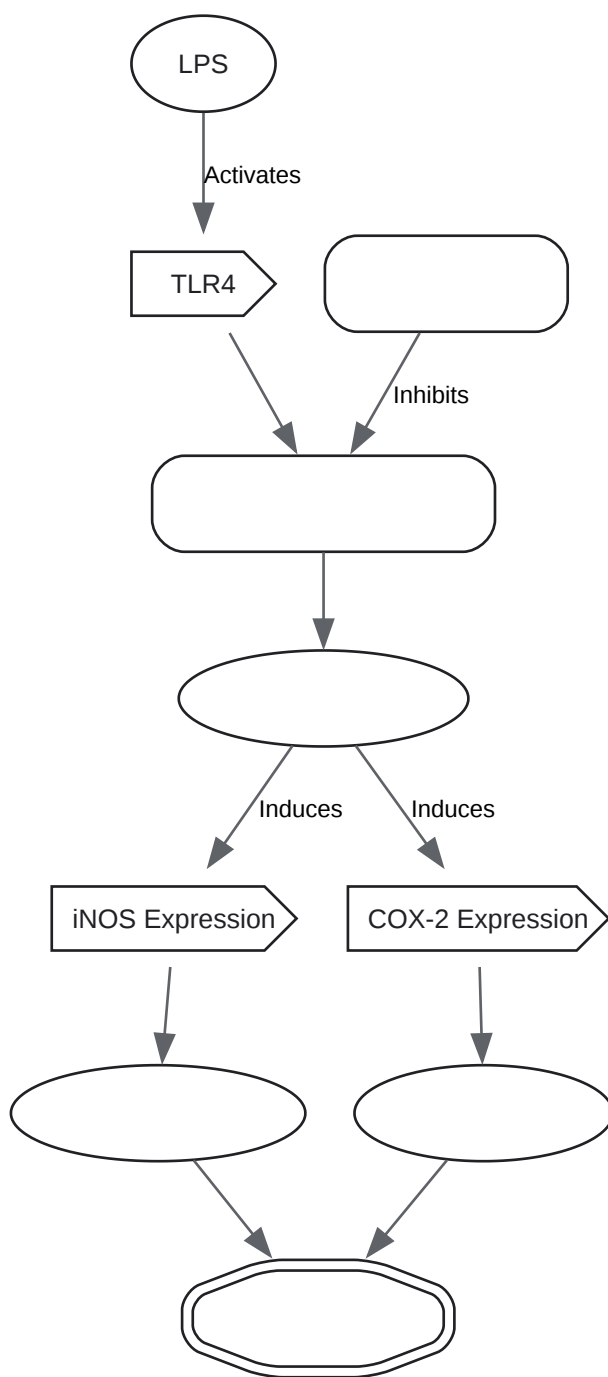 LPS
Activates
TLR4
Inhibits
Induces
Induces
iNOS Expression
COX-2 Expression